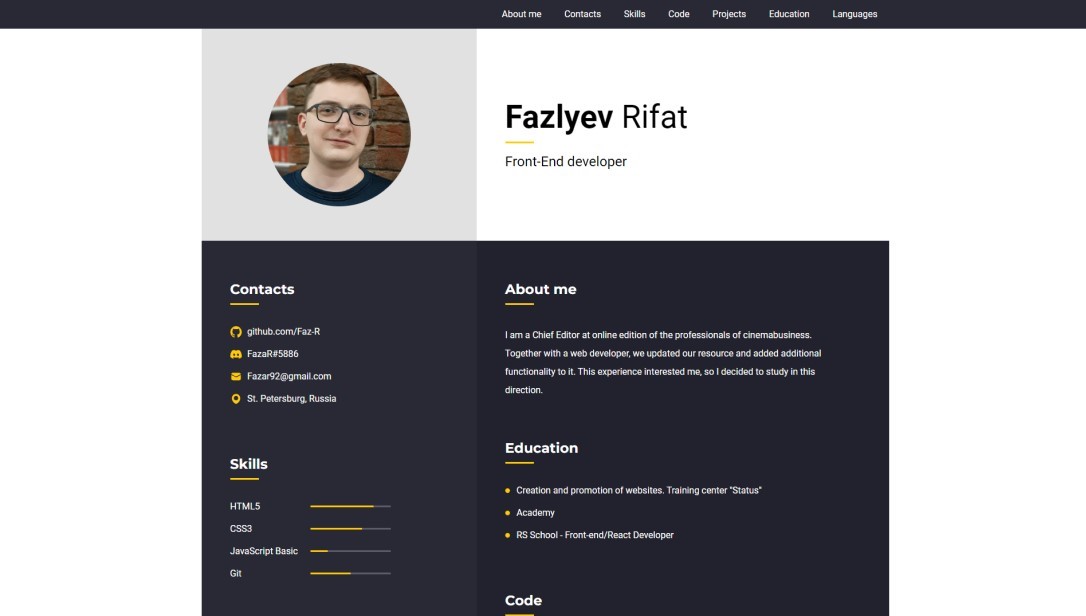 About me Contacts Skills Code Projects Education Languages
Fazlyev Rifat
Front-End developer
Contacts
github.com/Faz-R
FazaR#5886
Fazar92@gmail.com
St. Petersburg, Russia
Skills
HTML5
CSS3
JavaScript Basic
Git
About me
I am a Chief Editor at online edition of the professionals of cinemabusiness.
Together with a web developer, we updated our resource and added additional
functionality to it. This experience interested me, so I decided to study in this
direction.
Education
Creation and promotion of websites. Training center "Status"
Academy
RS School - Front-end/React Developer
Code